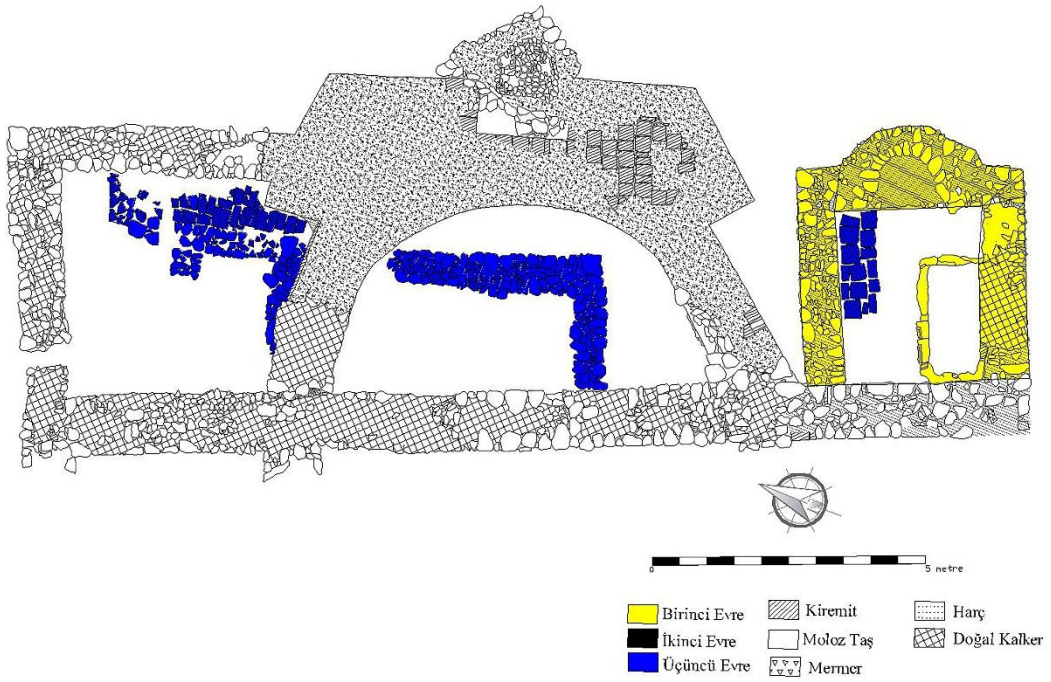 0
5 metre
Birinci Evre
Kiremit
Harç
İkinci Evre
Moloz Taş
Doğal Kalker
Üçüncü Evre
Mermer